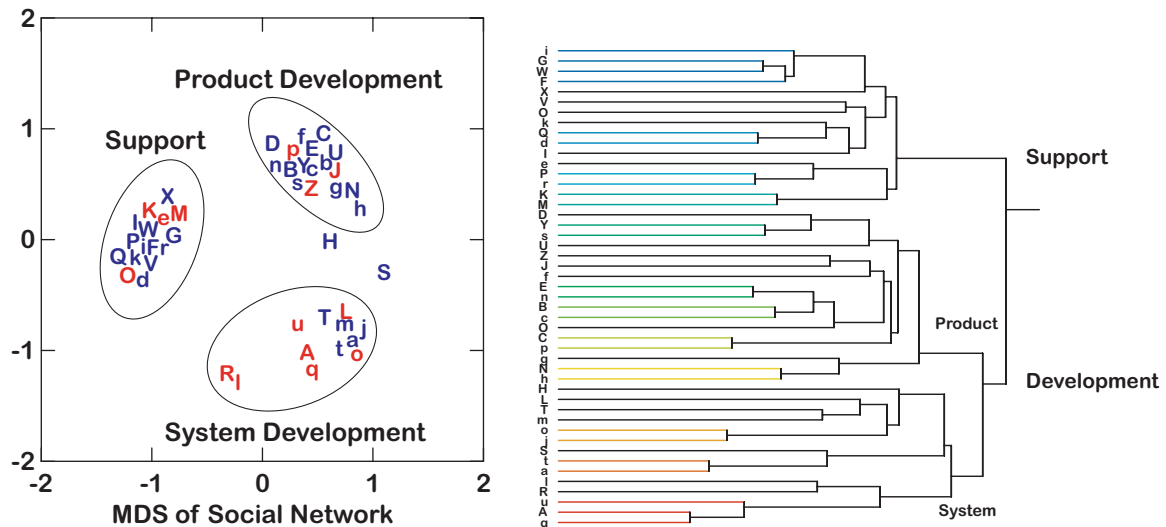 2
1
0
-1
-2
-2
-1
0
1
2
MDS of Social Network
Product Development
Support
System Development
D
f
C
p
E
U
n
B
Y
c
b
J
s
Z
g
N
h
H
S
X
K
e
M
I
W
G
P
i
F
r
Q
k
V
O
d
T
L
u
m
j
a
t
o
A
q
R
l
i
G
W
F
X
V
O
k
Q
d
I
e
P
r
K
M
D
Y
s
U
Z
J
f
E
n
B
c
O
C
p
g
N
h
H
L
T
m
o
j
S
t
a
l
R
u
A
q
Support
Product
Development
System